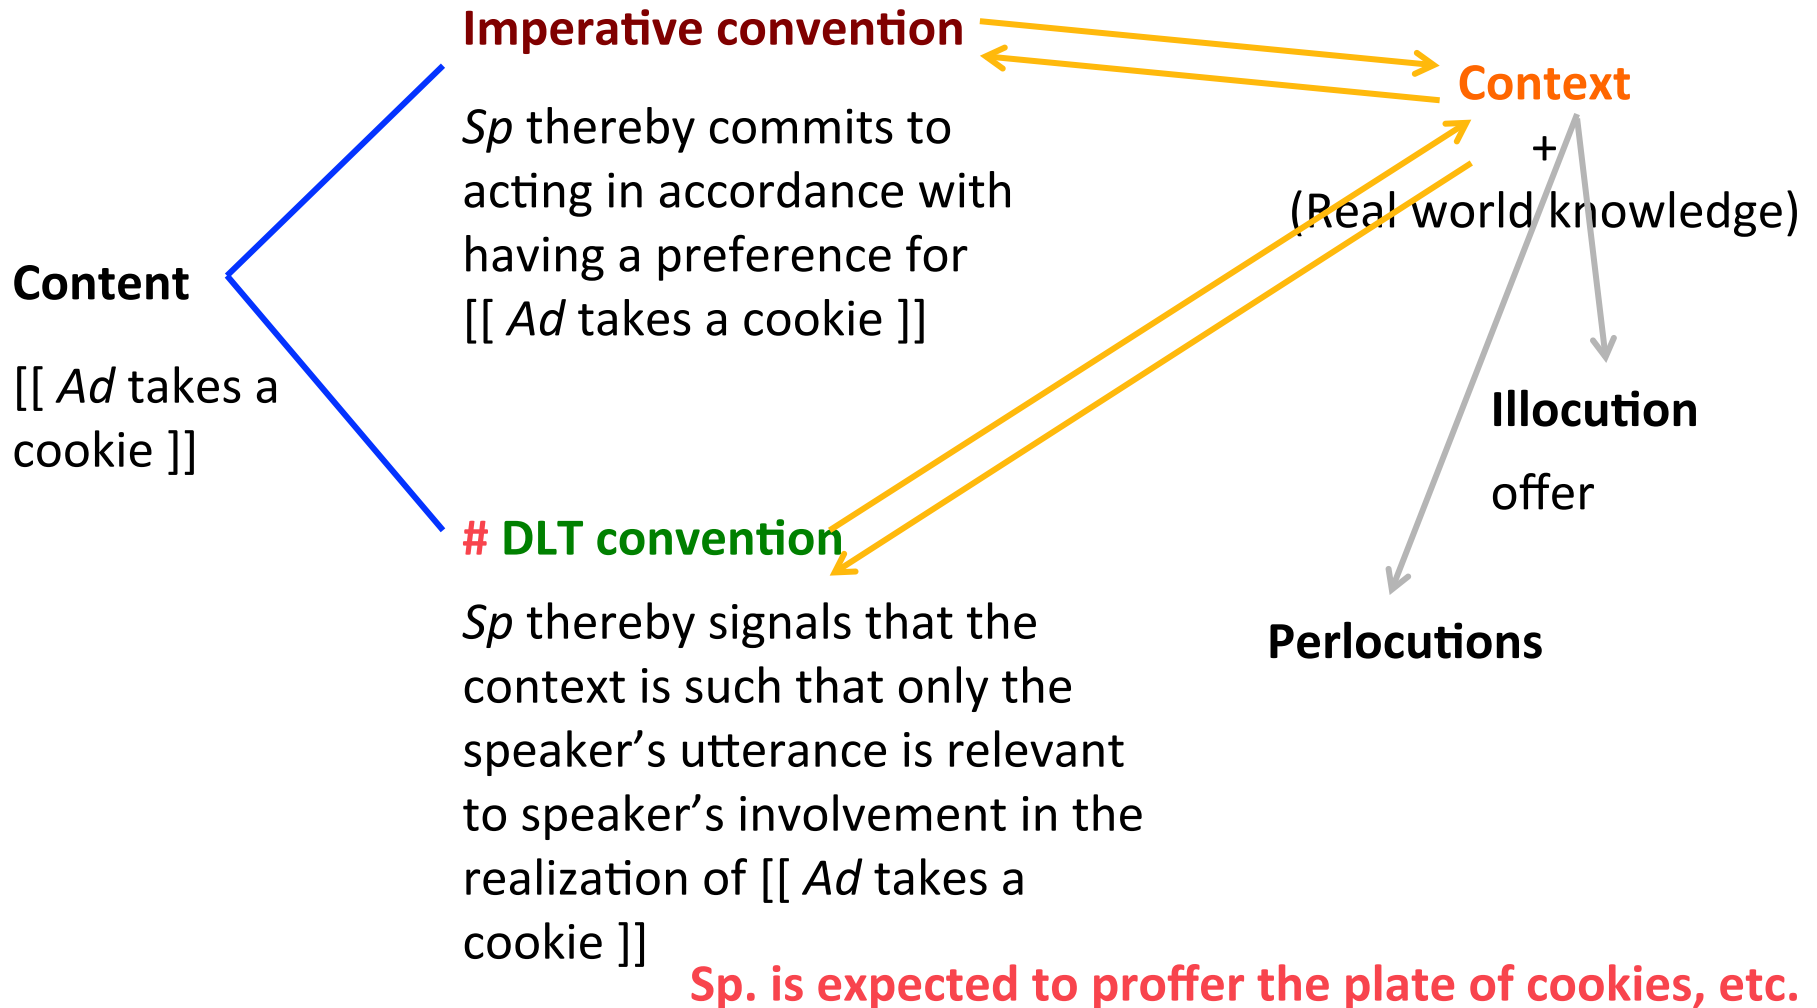 Imperative convention
Sp thereby commits to
acting in accordance with
having a preference for
[[ Ad takes a cookie ]]
Content
[[ Ad takes a
cookie ]]
# DLT convention
Sp thereby signals that the
context is such that only the
speaker’s utterance is relevant
to speaker’s involvement in the
realization of [[ Ad takes a
cookie ]]
Context
+
(Real world knowledge)
Illocution
offer
Perlocutions
Sp. is expected to proffer the plate of cookies, etc.